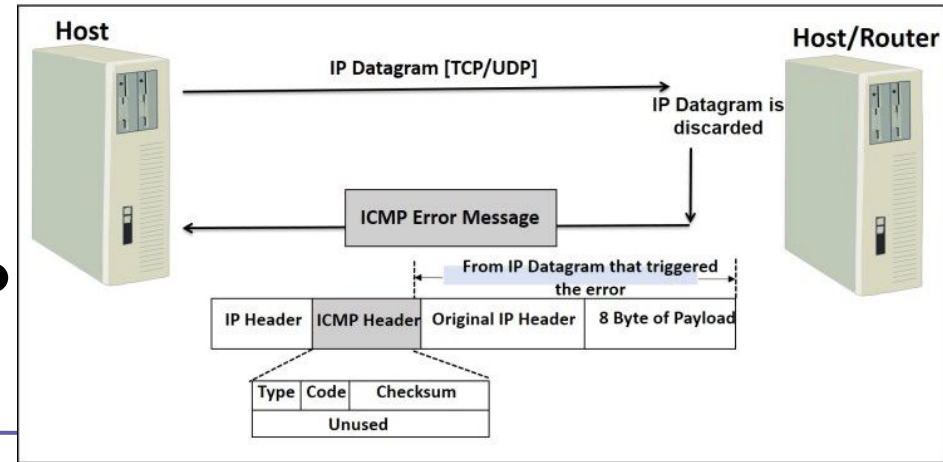 Host
Host/Router
IP Datagram [TCP/UDP]
IP Datagram is
discarded
ICMP Error Message
From IP Datagram that triggered
the error
IP Header ICMP Header Original IP Header 8 Byte of Payload
Type Code Checksum
Unused